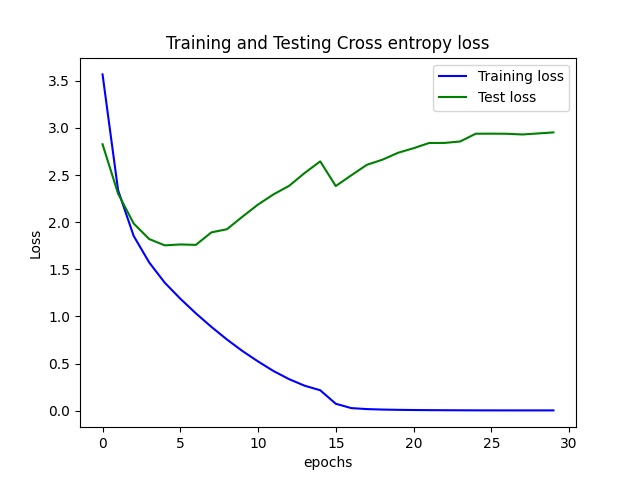 Training and Testing Cross entropy loss
Training loss
Test loss
3.5
3.0
2.5
2.0
1.5
1.0
0.5
0.0
Loss
0 5 10 15 20 25 30
epochs